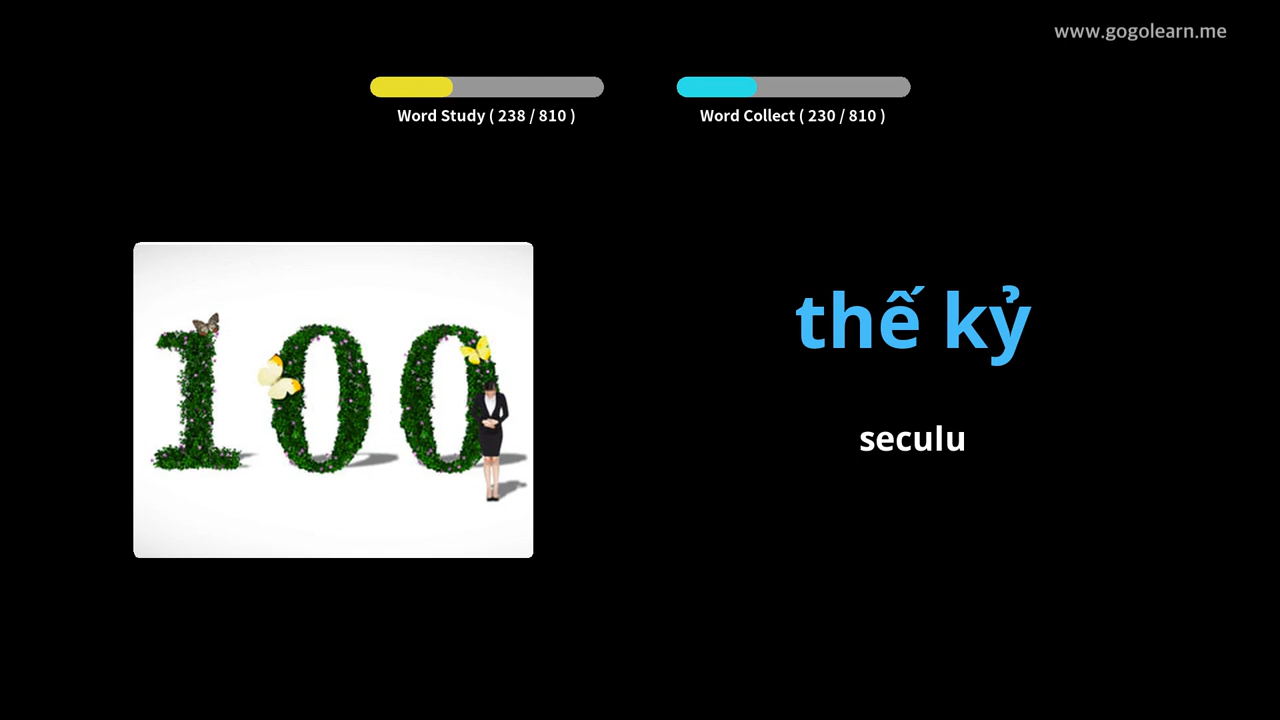 www.gogolearn.me
Word Study ( 238 / 810 )
Word Collect ( 230 / 810 )
100
thế kỷ
seculu